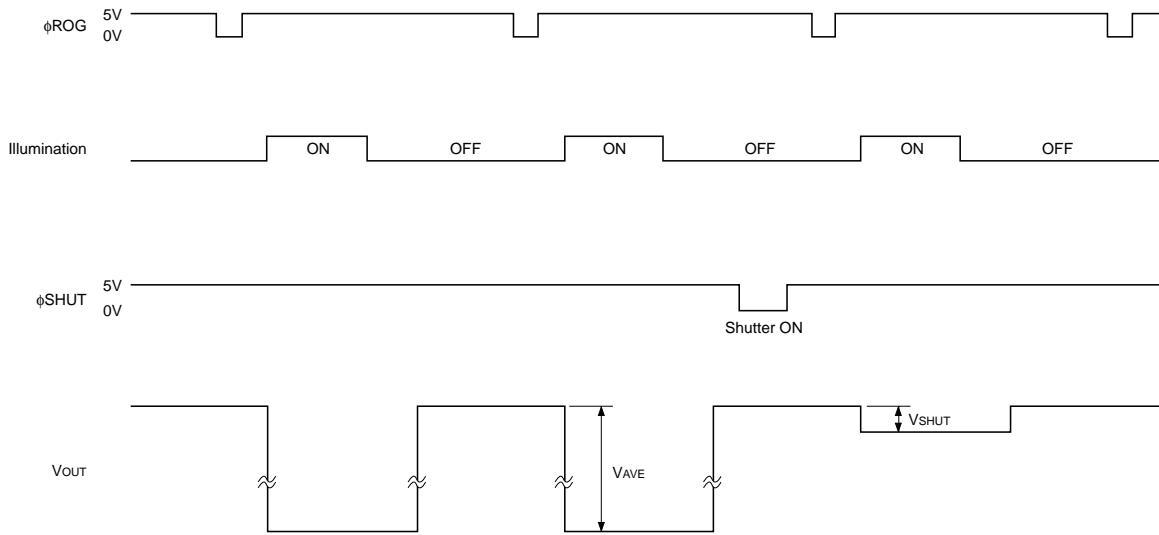 φROG 5V
0V
Illumination ON OFF ON OFF ON OFF
φSHUT 5V
0V
Shutter ON
VOUT VAVE VSHUT